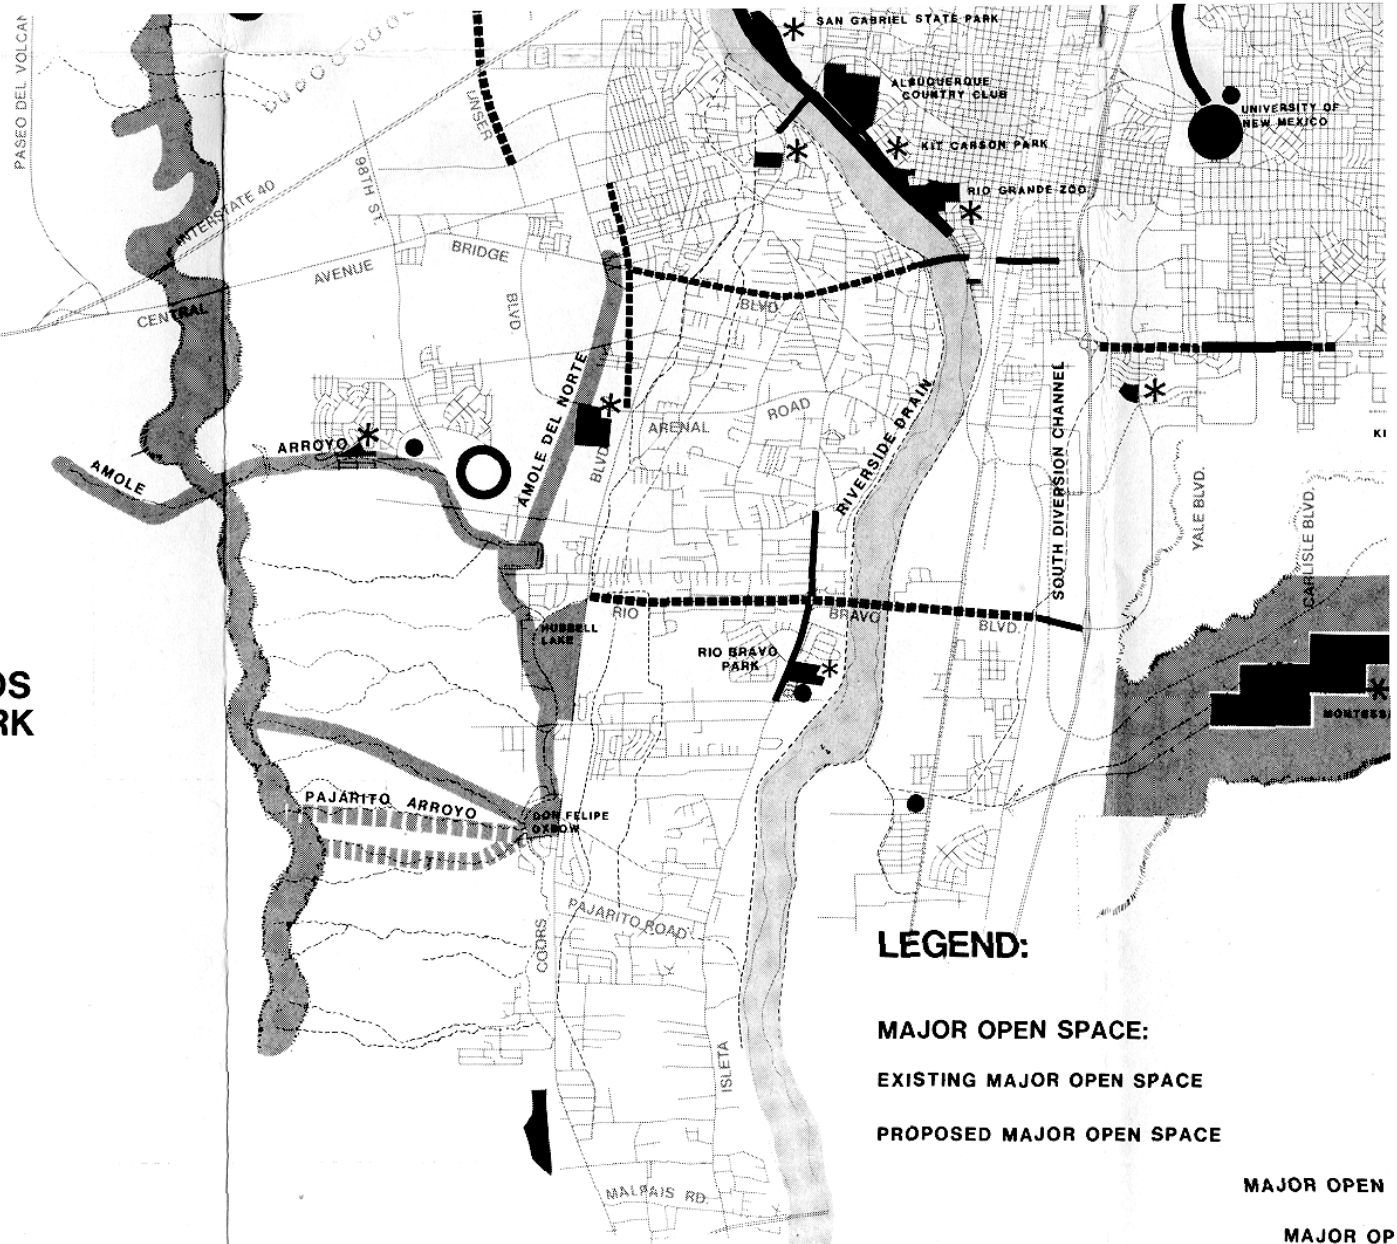 PASEO DEL VOLCAN
SAN GABRIEL STATE PARK
ALBUQUERQUE
COUNTRY CLUB
UNIVERSITY OF
NEW MEXICO
UNSER
KIT CARSON PARK
98TH ST
RIO GRANDE ZOO
INTERSTATE 40
BRIDGE
AVENUE
BLVD
CENTRAL
BLVD
AMOLE DEL NORTE
RIVERSIDE DRAIN
SOUTH DIVERSION CHANNEL
ROAD
ARENAL
ARROYO
BLVD
AMOLE
YALE BLVD.
CARLISLE BLVD.
RIO
BRAVO
BLVD.
HUBBELL
LAKE
RIO BRAVO
PARK
DS
RK
PAJARITO ARROYO
DON FELIPE
OXBOW
PAJARITO ROAD
COORS
ISLETA
MALPAIS RD.
LEGEND:
MAJOR OPEN SPACE:
EXISTING MAJOR OPEN SPACE
PROPOSED MAJOR OPEN SPACE
MAJOR OPEN
MAJOR OP